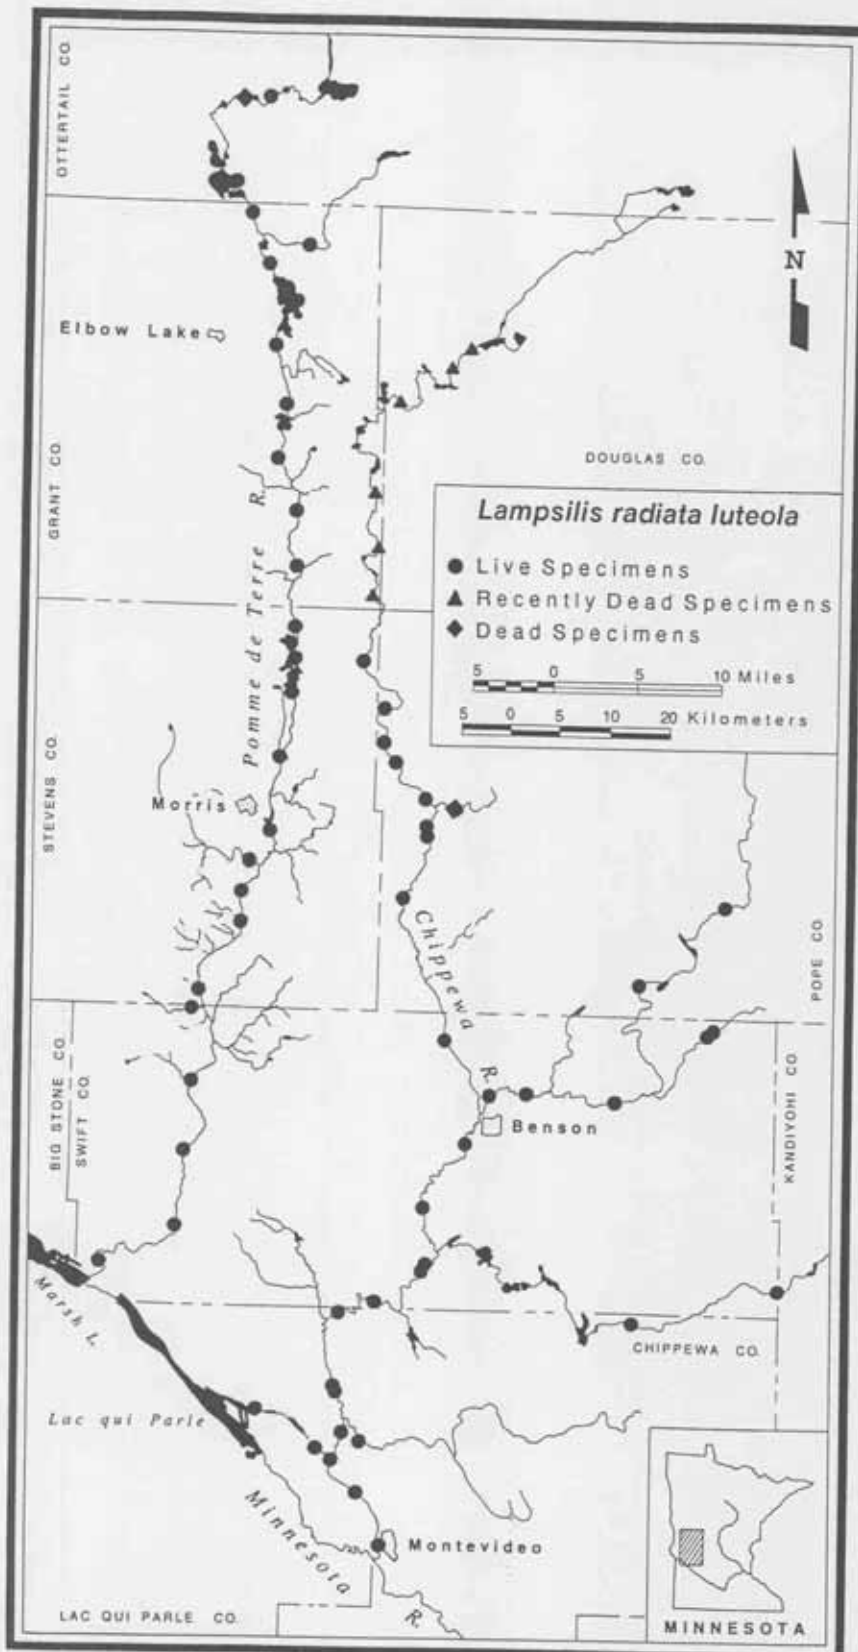 OTTERTAIL CO.
N
Elbow Lake
GRANT CO.
DOUGLAS CO.
Pomme de Terre R.
Lampsilis radiata luteola
Live Specimens
Recently Dead Specimens
Dead Specimens
5 0 5 10 Miles
5 0 5 10 20 Kilometers
STEVENS CO.
Morris
Chippewa R.
POPE CO.
BIG STONE CO.
SWIFT CO.
KANDIYOHI CO
Benson
Marsh L.
CHIPPEWA CO.
Lac qui Parle
Minnesota R.
Montevideo
LAC QUI PARLE CO.
MINNESOTA